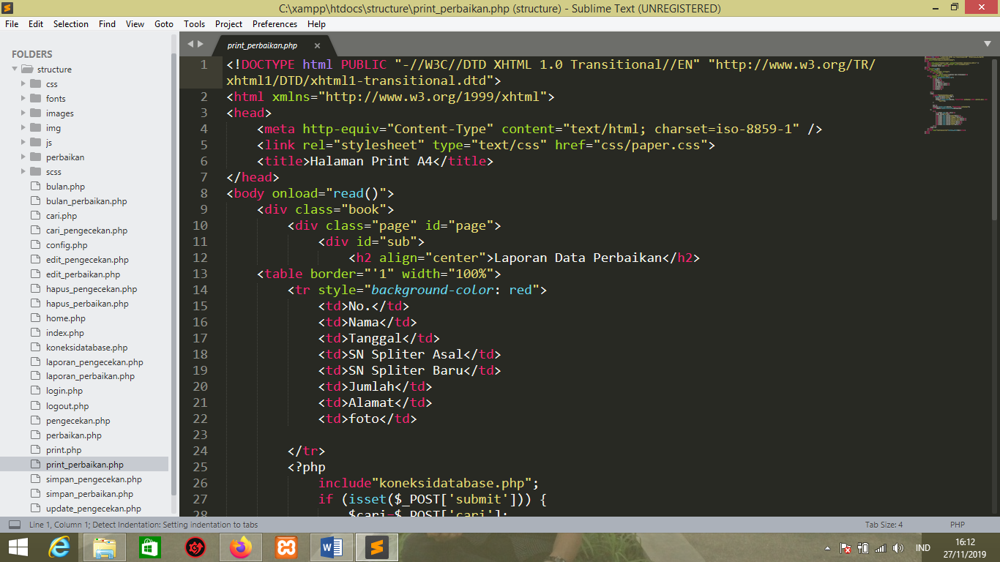 C:\xampp\htdocs\structure\print_perbaikan.php (structure) - Sublime Text (UNREGISTERED)
File Edit Selection Find View Goto Tools Project Preferences Help
FOLDERS
structure
css
fonts
images
img
js
perbaikan
scss
bulan.php
bulan_perbaikan.php
cari.php
cari_pengecekan.php
config.php
edit_pengecekan.php
edit_perbaikan.php
hapus_pengecekan.php
hapus_perbaikan.php
home.php
index.php
koneksidatabase.php
laporan_pengecekan.php
laporan_perbaikan.php
login.php
logout.php
pengecekan.php
perbaikan.php
print.php
print_perbaikan.php
simpan_pengecekan.php
simpan_perbaikan.php
update_pengecekan.php
print_perbaikan.php
1 <!DOCTYPE html PUBLIC "-//W3C//DTD XHTML 1.0 Transitional//EN" "http://www.w3.org/TR/
xhtml1/DTD/xhtml1-transitional.dtd">
2 <html xmlns="http://www.w3.org/1999/xhtml">
3 <head>
4 <meta http-equiv="Content-Type" content="text/html; charset=iso-8859-1" />
5 <link rel="stylesheet" type="text/css" href="css/paper.css">
6 <title>Halaman Print A4</title>
7 </head>
8 <body onload="read()">
9 <div class="book">
10 <div class="page" id="page">
11 <div id="sub">
12 <h2 align="center">Laporan Data Perbaikan</h2>
13 <table border="'1" width="100%">
14 <tr style="background-color: red">
15 <td>No.</td>
16 <td>Nama</td>
17 <td>Tanggal</td>
18 <td>SN Spliter Asal</td>
19 <td>SN Spliter Baru</td>
20 <td>Jumlah</td>
21 <td>Alamat</td>
22 <td>foto</td>
23
24 </tr>
25 <?php
26 include"koneksidatabase.php";
27 if (isset($_POST['submit'])) {
28 $cari=$_POST['cari'];
Line 1, Column 1; Detect Indentation: Setting indentation to tabs
Tab Size: 4
PHP
IND
16:12
27/11/2019